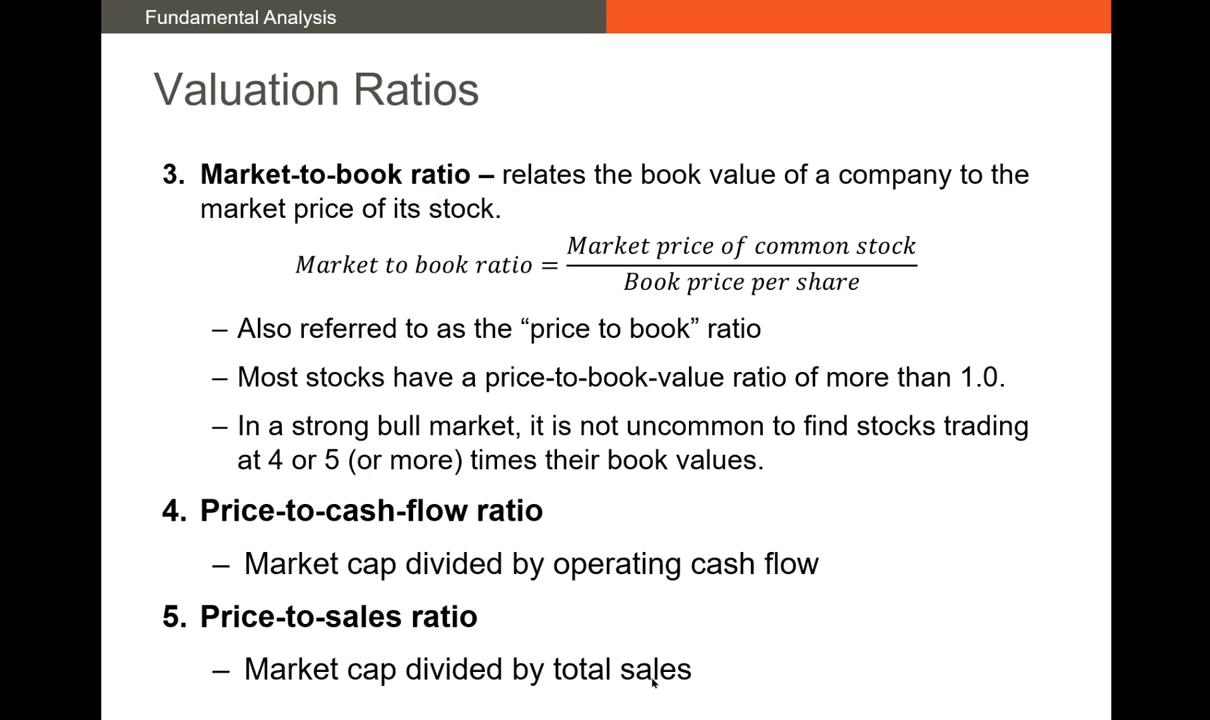 Fundamental Analysis
Valuation Ratios
3. Market-to-book ratio – relates the book value of a company to the
market price of its stock.
Market to book ratio = Market price of common stock / Book price per share
– Also referred to as the “price to book” ratio
– Most stocks have a price-to-book-value ratio of more than 1.0.
– In a strong bull market, it is not uncommon to find stocks trading
at 4 or 5 (or more) times their book values.
4. Price-to-cash-flow ratio
– Market cap divided by operating cash flow
5. Price-to-sales ratio
– Market cap divided by total sales